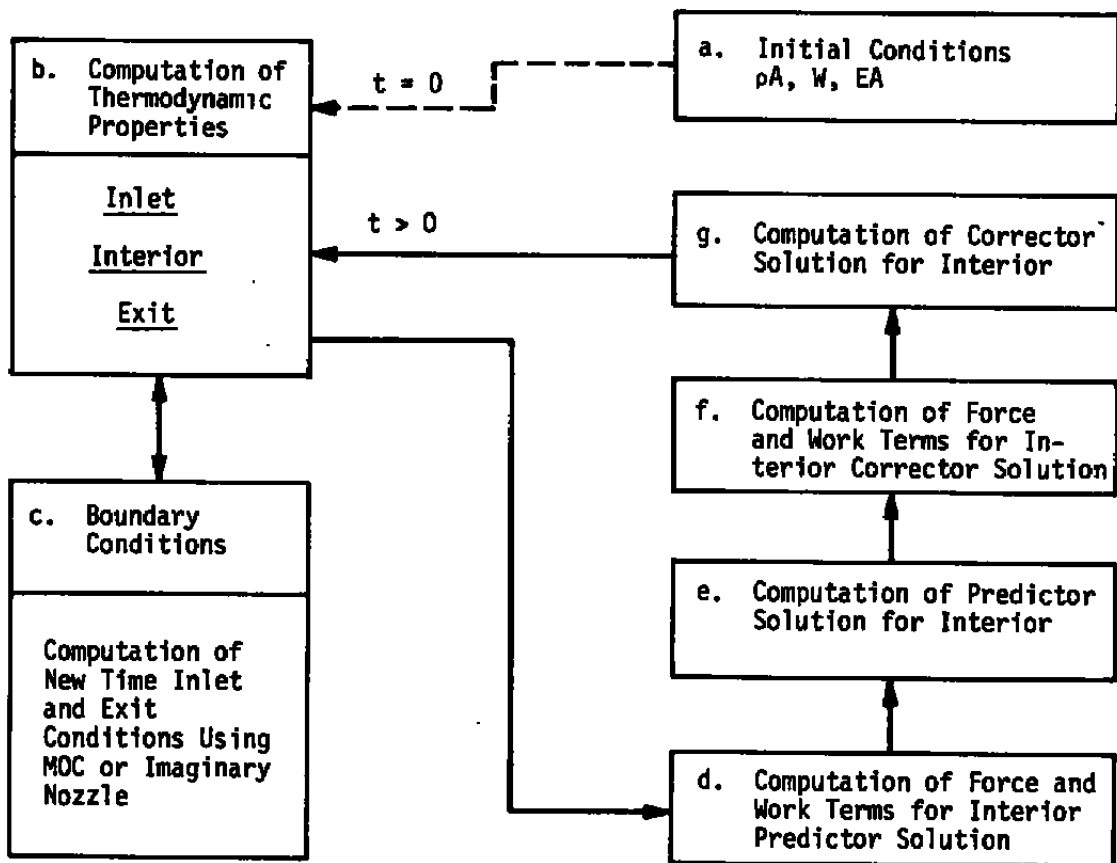 a. Initial Conditions
ρA, W, EA
b. Computation of
Thermodynamic
Properties
Inlet
Interior
Exit
t = 0
t > 0
c. Boundary
Conditions
Computation of
New Time Inlet
and Exit
Conditions Using
MOC or Imaginary
Nozzle
g. Computation of Corrector
Solution for Interior
f. Computation of Force
and Work Terms for In-
terior Corrector Solution
e. Computation of Predictor
Solution for Interior
d. Computation of Force and
Work Terms for Interior
Predictor Solution